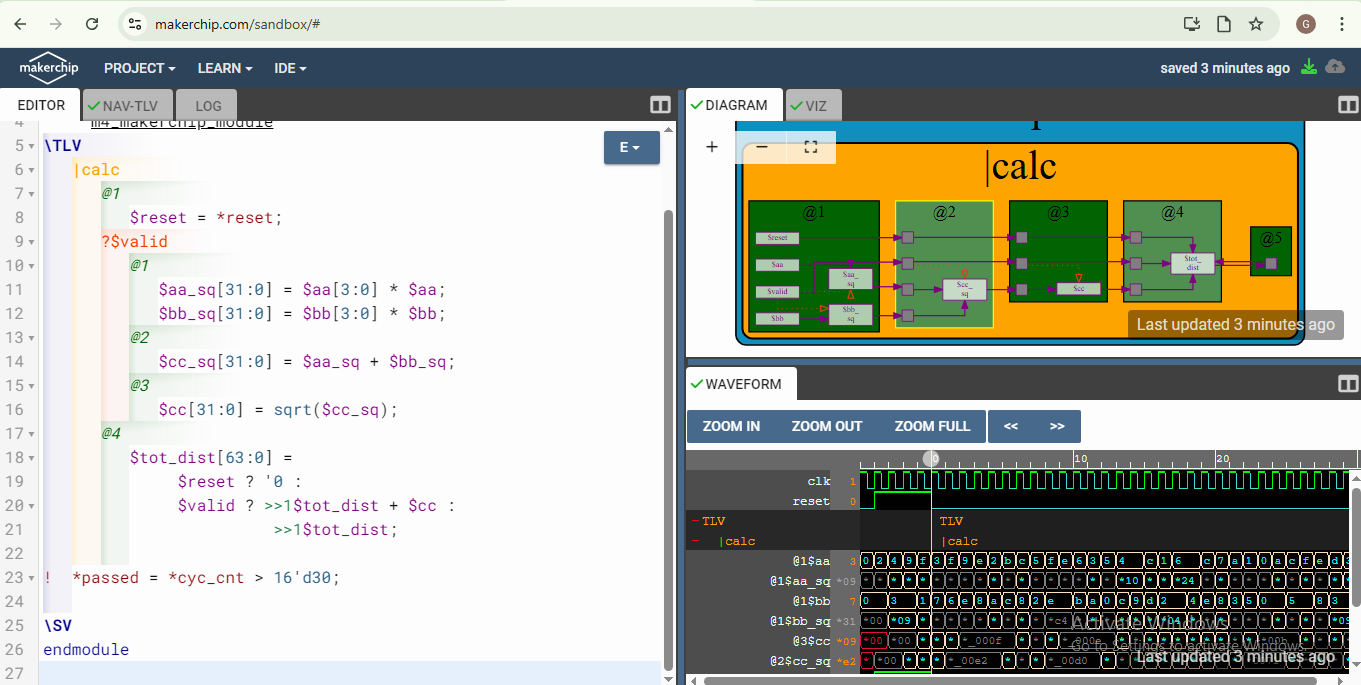 makerchip.com/sandbox/#
G
makerchip PROJECT LEARN IDE saved 3 minutes ago
EDITOR NAV-TLV LOG
4 m4_makerchip_module
5 \TLV
6 |calc
7 @1
8 $reset = *reset;
9 ?$valid
10 @1
11 $aa_sq[31:0] = $aa[3:0] * $aa;
12 $bb_sq[31:0] = $bb[3:0] * $bb;
13 @2
14 $cc_sq[31:0] = $aa_sq + $bb_sq;
15 @3
16 $cc[31:0] = sqrt($cc_sq);
17 @4
18 $tot_dist[63:0] =
19 $reset ? '0 :
20 $valid ? >>1$tot_dist + $cc :
21 >>1$tot_dist;
22
23 ! *passed = *cyc_cnt > 16'd30;
24
25 \SV
26 endmodule
27
E
DIAGRAM VIZ
+ −
|calc
@1 @2 @3 @4 @5
$reset
$aa
$valid
$bb
$aa_
sq
$bb_
sq
$cc_
sq
$cc
$tot_
dist
Last updated 3 minutes ago
WAVEFORM
ZOOM IN ZOOM OUT ZOOM FULL << >>
0 10 20
clk 1
reset 0
TLV TLV
|calc |calc
@1$aa 3
@1$aa_sq *09
@1$bb 7
@1$bb_sq *31
@3$cc *09
@2$cc_sq *e2
Activate Windows
Go to Settings to activate Windows.
Last updated 3 minutes ago